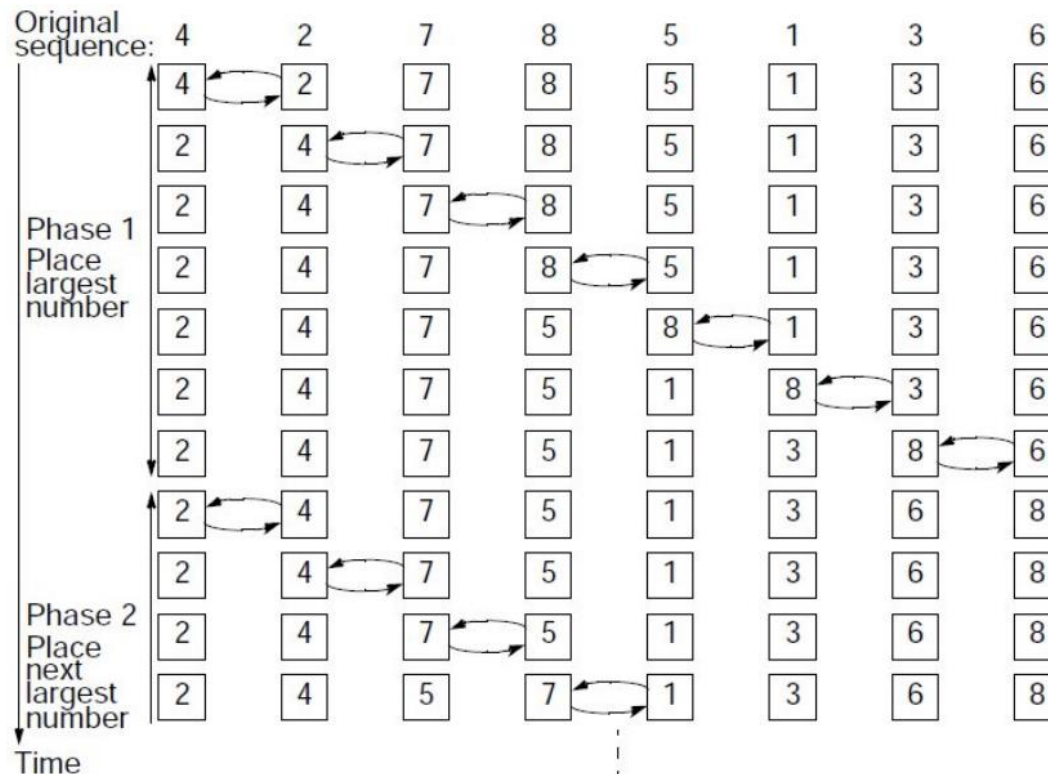 Original
sequence: 4 2 7 8 5 1 3 6
4 2 7 8 5 1 3 6
2 4 7 8 5 1 3 6
2 4 7 8 5 1 3 6
Phase 1
Place
largest
number
2 4 7 8 5 1 3 6
2 4 7 5 8 1 3 6
2 4 7 5 1 8 3 6
2 4 7 5 1 3 8 6
2 4 7 5 1 3 6 8
2 4 7 5 1 3 6 8
Phase 2
Place
next
largest
number
2 4 7 5 1 3 6 8
2 4 5 7 1 3 6 8
Time